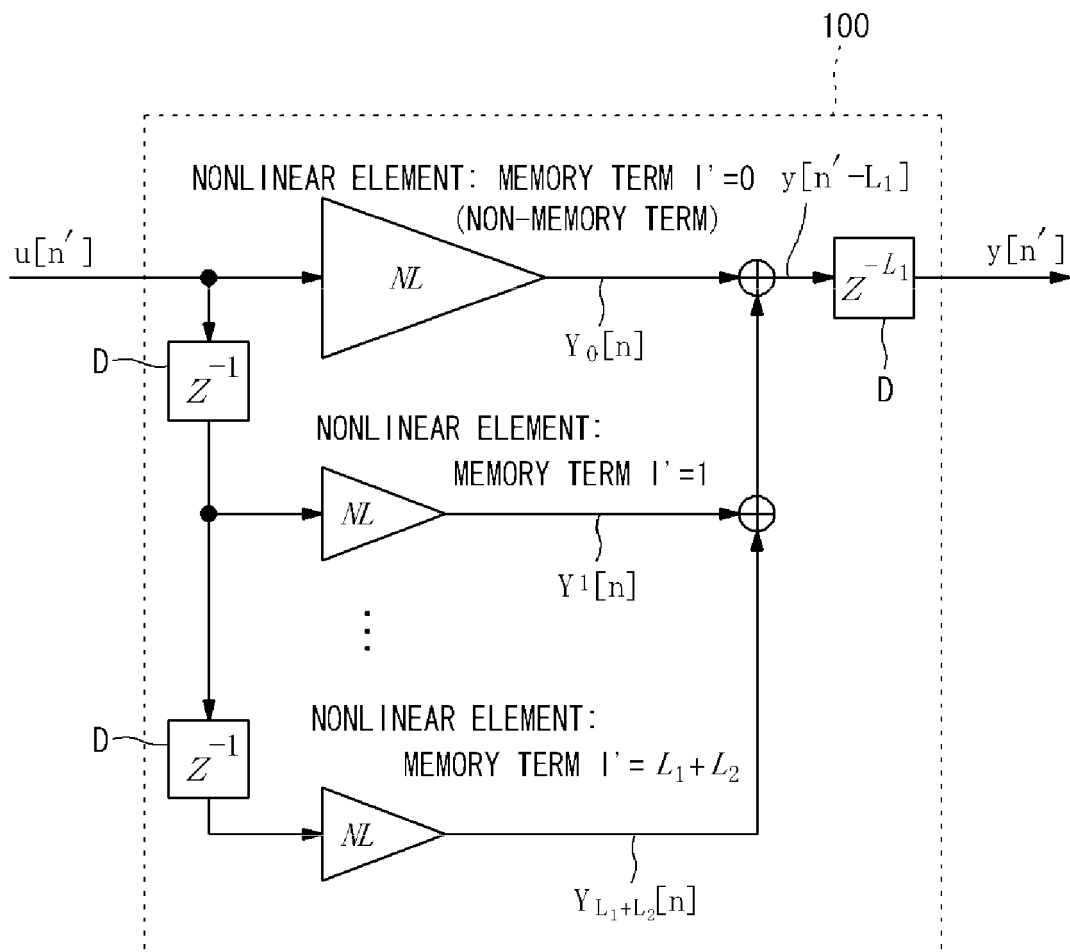 100
NONLINEAR ELEMENT: MEMORY TERM l'=0 y[n'-L₁]
(NON-MEMORY TERM)
u[n'] NL Z^-L₁ y[n']
D Z^-1 Y₀[n] D
NONLINEAR ELEMENT:
MEMORY TERM l'=1
NL
Y¹[n]
⋮
NONLINEAR ELEMENT:
D Z^-1 MEMORY TERM l'= L₁+L₂
NL
Y_L₁+L₂[n]